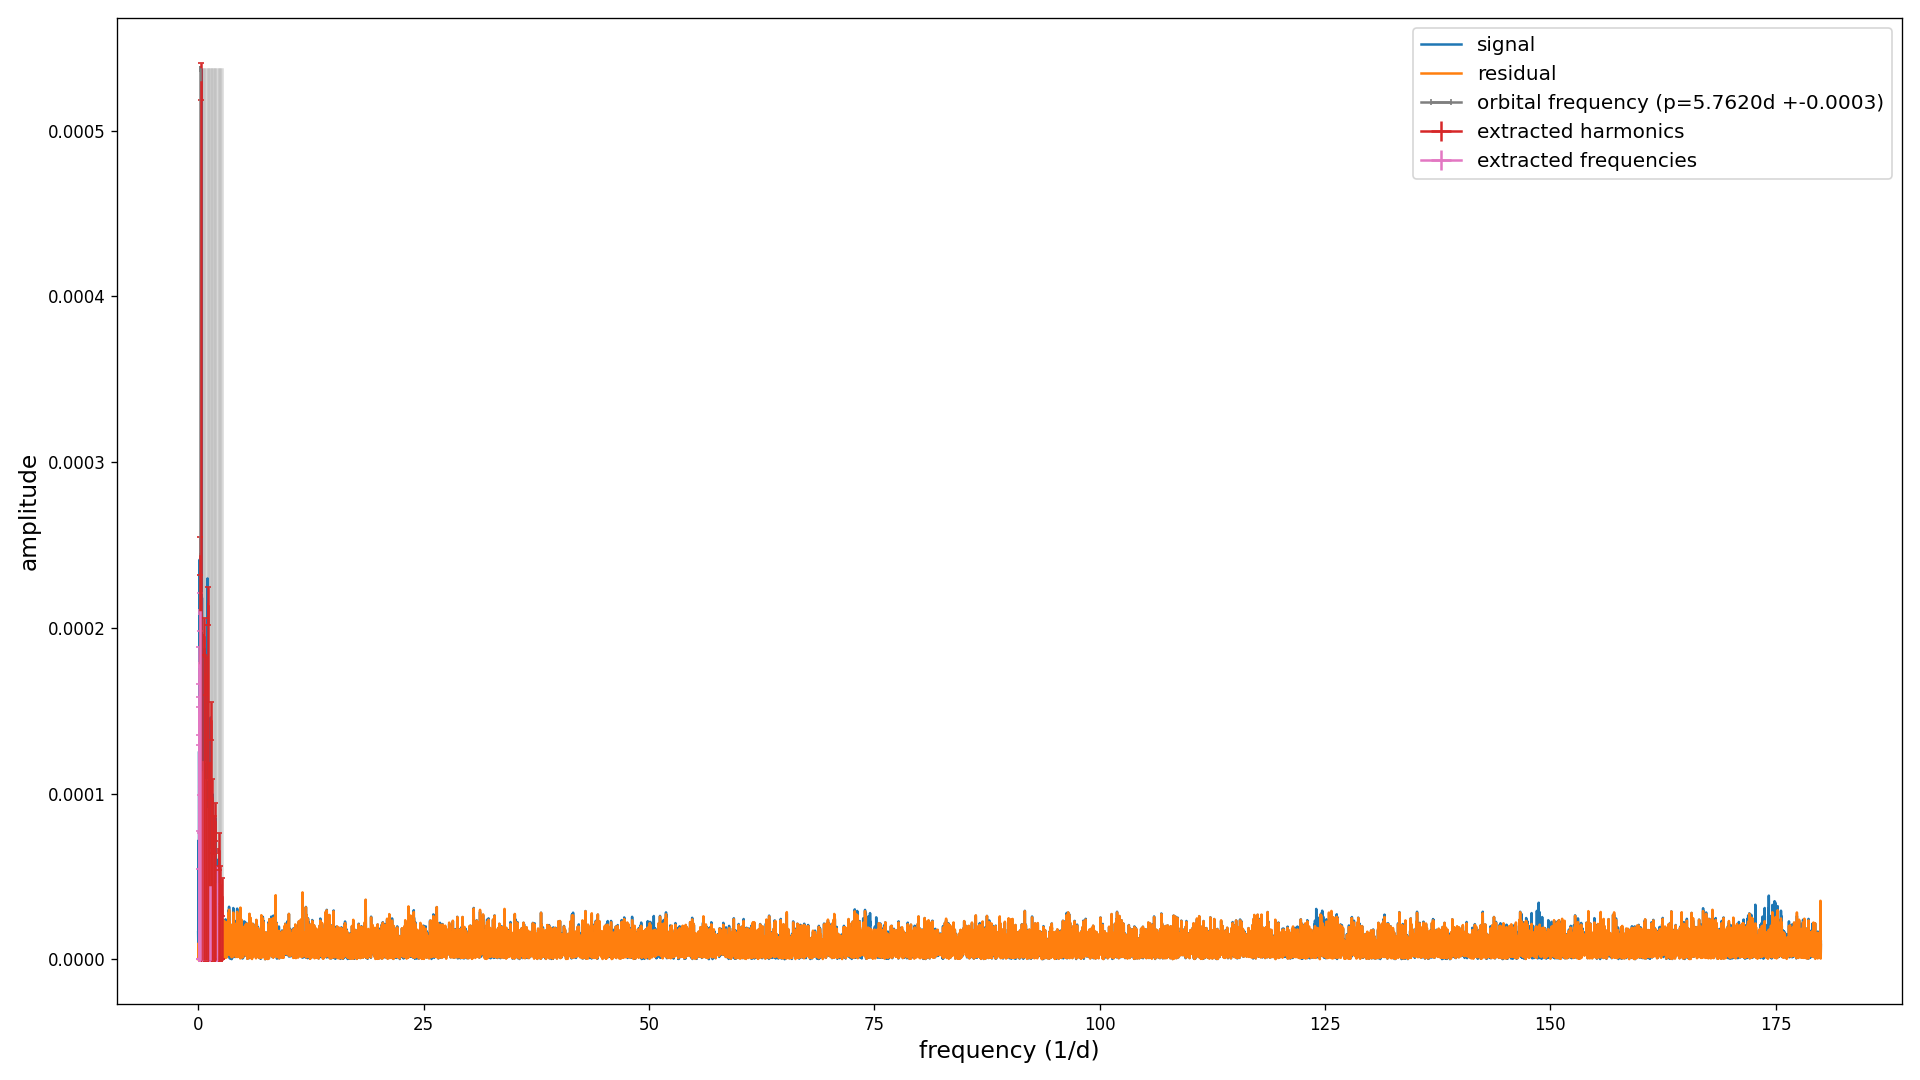 signal
residual
orbital frequency (p=5.7620d +-0.0003)
extracted harmonics
extracted frequencies
amplitude
0.0005
0.0004
0.0003
0.0002
0.0001
0.0000
0 25 50 75 100 125 150 175
frequency (1/d)